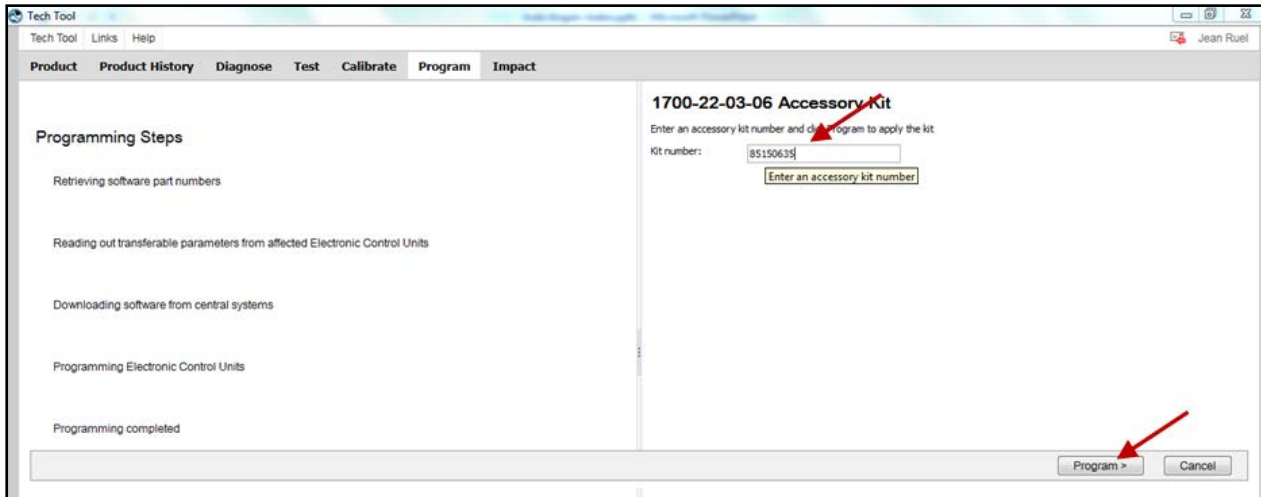 Tech Tool
Tech Tool Links Help
Jean Ruel
Product Product History Diagnose Test Calibrate Program Impact
Programming Steps
Retrieving software part numbers
Reading out transferable parameters from affected Electronic Control Units
Downloading software from central systems
Programming Electronic Control Units
Programming completed
1700-22-03-06 Accessory Kit
Enter an accessory kit number and click Program to apply the kit
Kit number: 85150635
Enter an accessory kit number
Program > Cancel